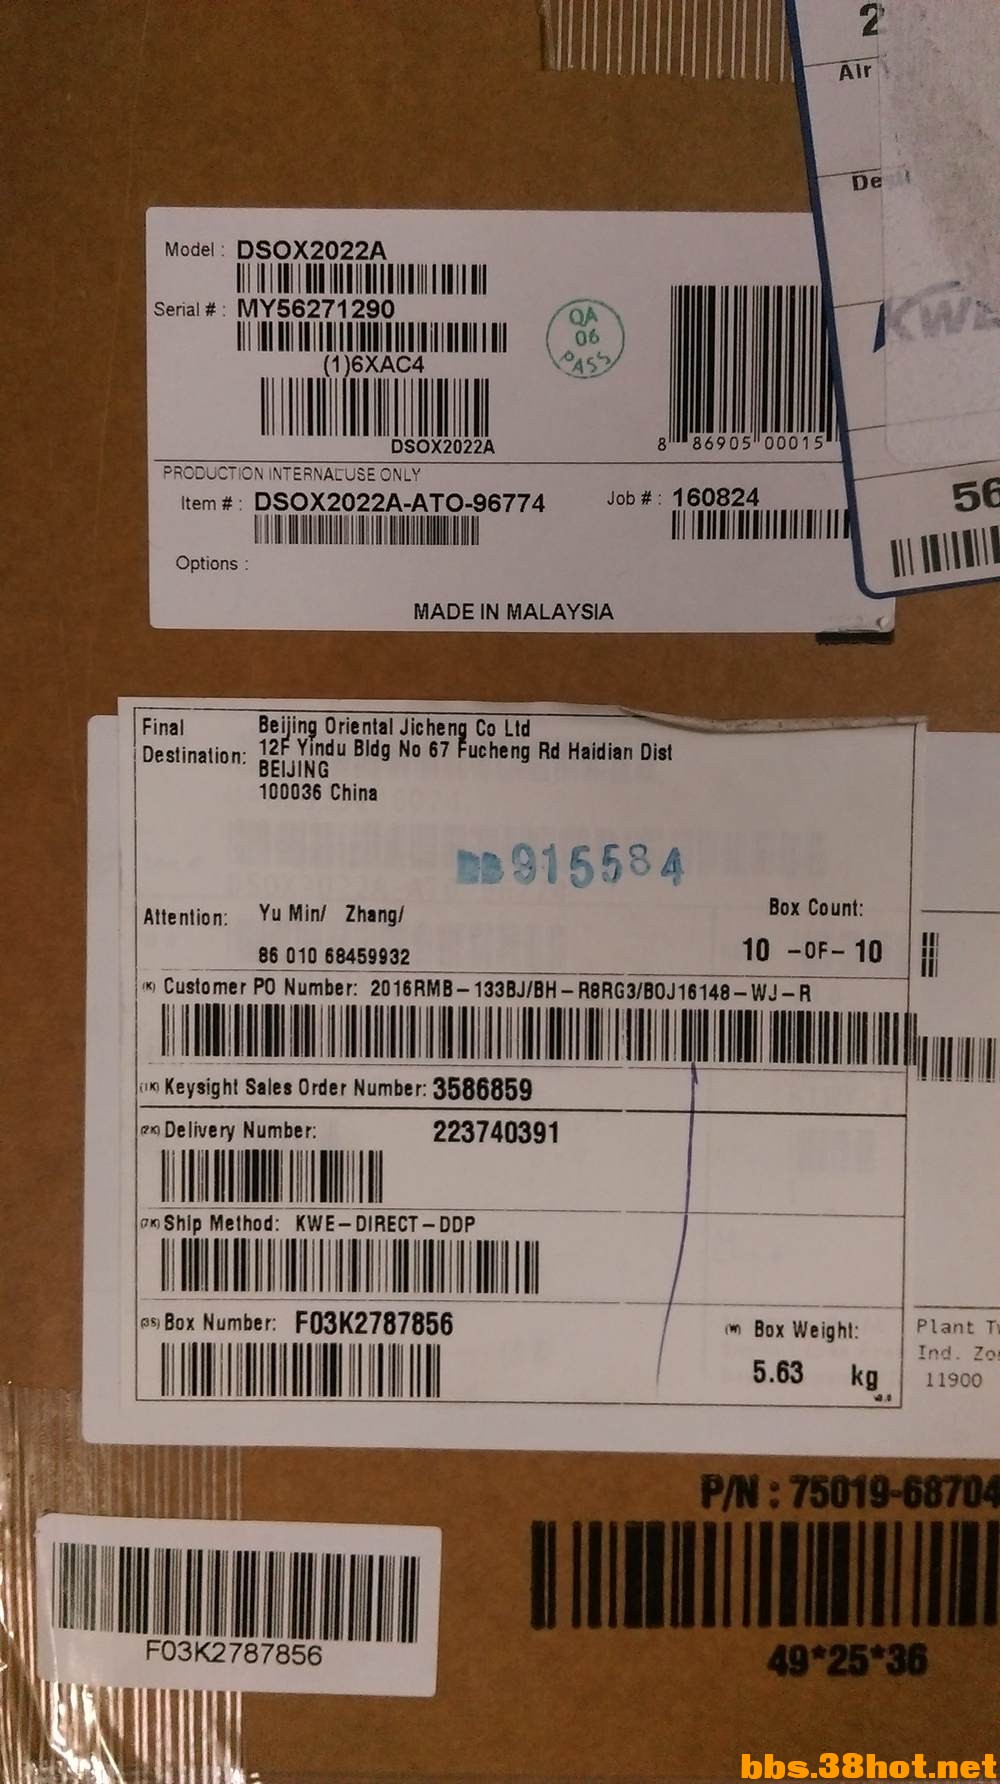 2
Air
KWE
56
Model : DSOX2022A
Serial # : MY56271290
(1)6XAC4
DSOX2022A
QA
06
PASS
8 86905 00015
PRODUCTION INTERNAL USE ONLY
Item # : DSOX2022A-ATO-96774
Job # : 160824
Options :
MADE IN MALAYSIA
Final Destination:
Beijing Oriental Jicheng Co Ltd
12F Yindu Bldg No 67 Fucheng Rd Haidian Dist
BEIJING
100036 China
BB915584
Attention: Yu Min/ Zhang/
86 010 68459932
Box Count:
10 -OF- 10
(K) Customer PO Number: 2016RMB-133BJ/BH-R8RG3/BOJ16148-WJ-R
(1K) Keysight Sales Order Number: 3586859
(2K) Delivery Number: 223740391
(7K) Ship Method: KWE-DIRECT-DDP
(3S) Box Number: F03K2787856
(W) Box Weight:
5.63 kg
Plant
Ind.
11900
P/N : 75019-68704
49*25*36
F03K2787856
bbs.38hot.net